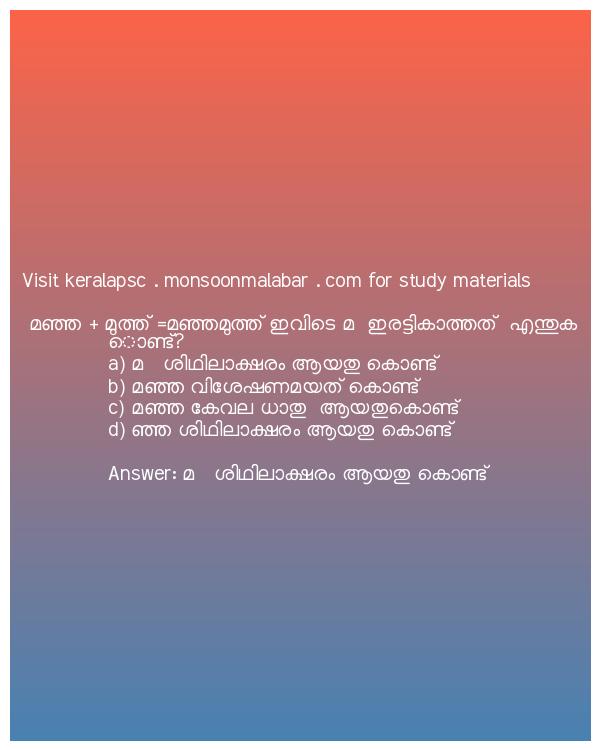 Visit keralapsc . monsoonmalabar . com for study materials
മഞ്ഞ + മുത്ത് =മഞ്ഞമുത്ത് ഇവിടെ മ ഇരട്ടികാത്തത് എന്തുക
ൊണ്ട്?
a) മ ശിഥിലാക്ഷരം ആയതു കൊണ്ട്
b) മഞ്ഞ വിശേഷണമയത് കൊണ്ട്
c) മഞ്ഞ കേവല ധാതു ആയതുകൊണ്ട്
d) ഞ്ഞ ശിഥിലാക്ഷരം ആയതു കൊണ്ട്
Answer: മ ശിഥിലാക്ഷരം ആയതു കൊണ്ട്